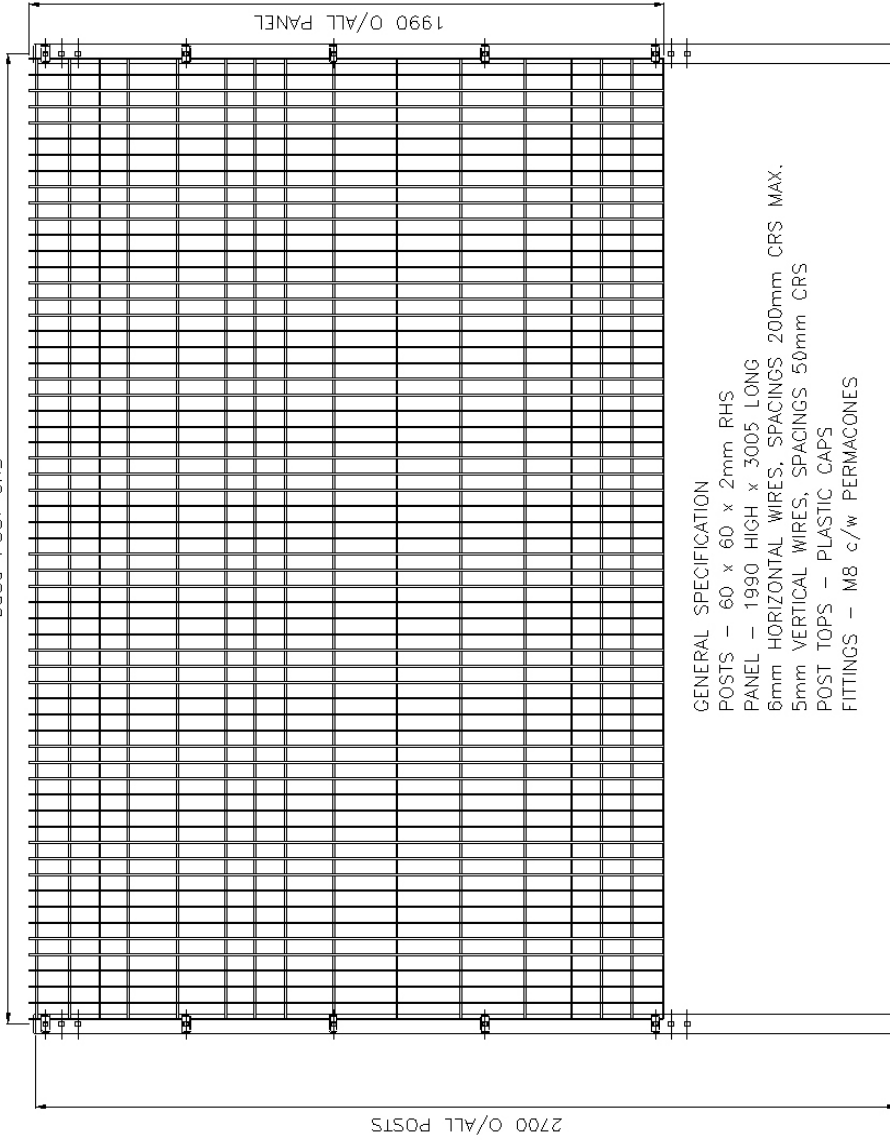 1990 O/ALL PANEL
GENERAL SPECIFICATION
POSTS - 60 x 60 x 2mm RHS
PANEL - 1990 HIGH x 3005 LONG
6mm HORIZONTAL WIRES, SPACINGS 200mm CRS MAX.
5mm VERTICAL WIRES, SPACINGS 50mm CRS
POST TOPS - PLASTIC CAPS
FITTINGS - M8 c/w PERMACONES
2700 O/ALL POSTS